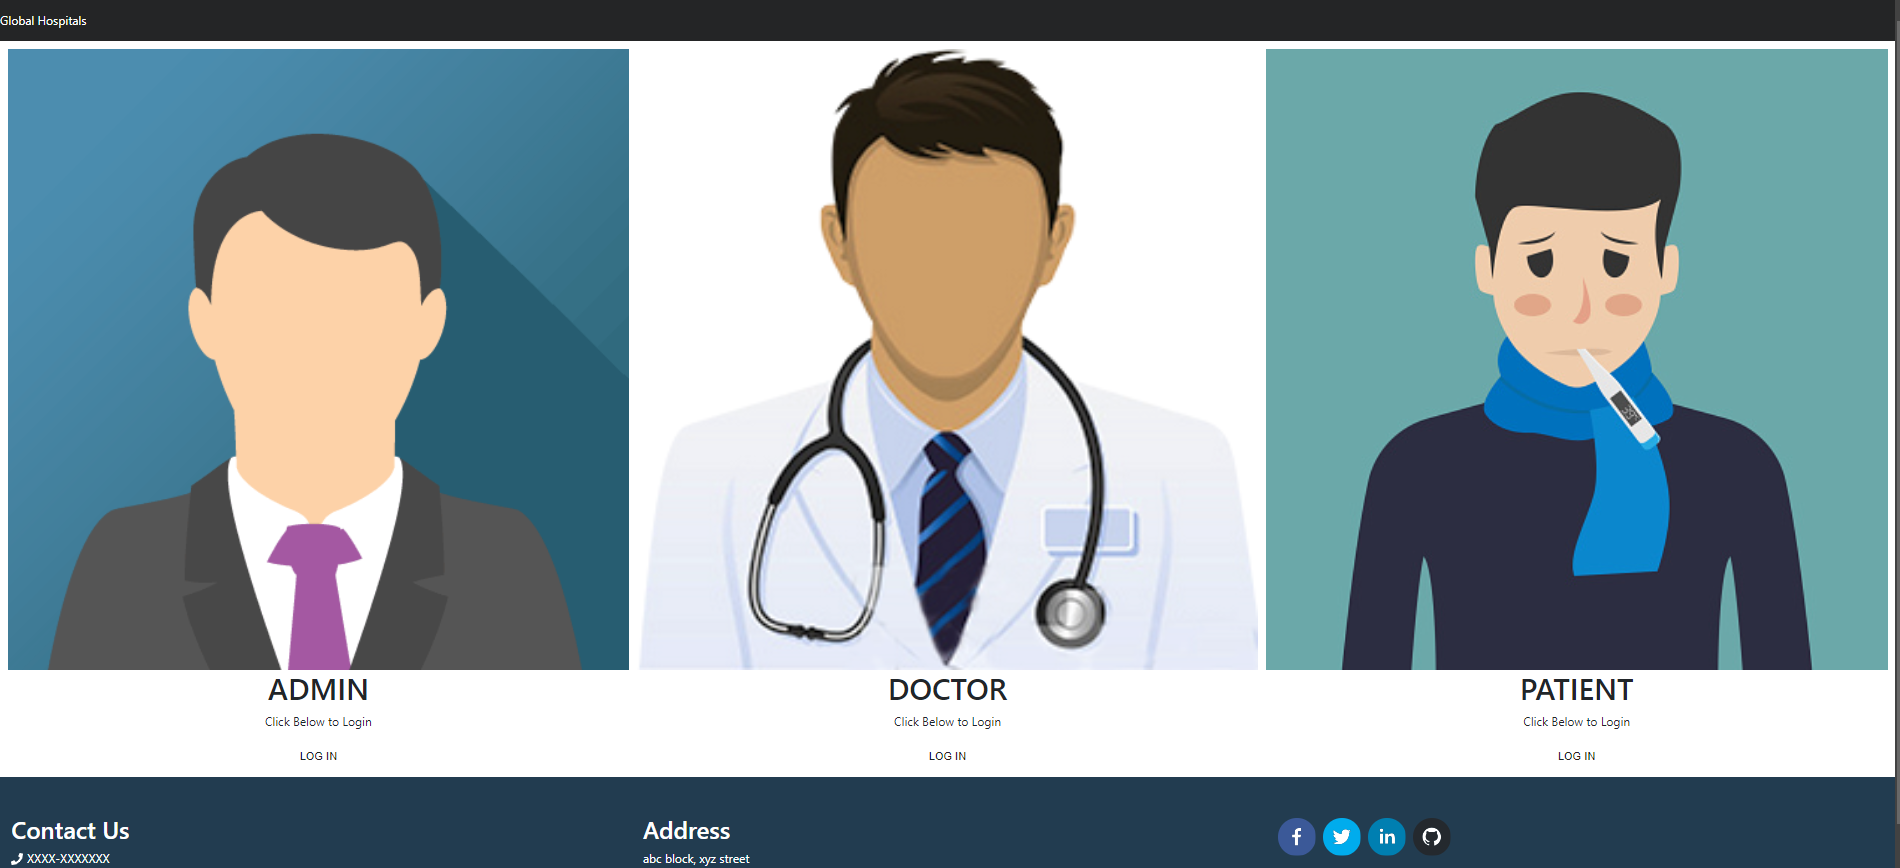 Global Hospitals
ADMIN
Click Below to Login
LOG IN
DOCTOR
Click Below to Login
LOG IN
PATIENT
Click Below to Login
LOG IN
Contact Us
XXXX-XXXXXXX
Address
abc block, xyz street